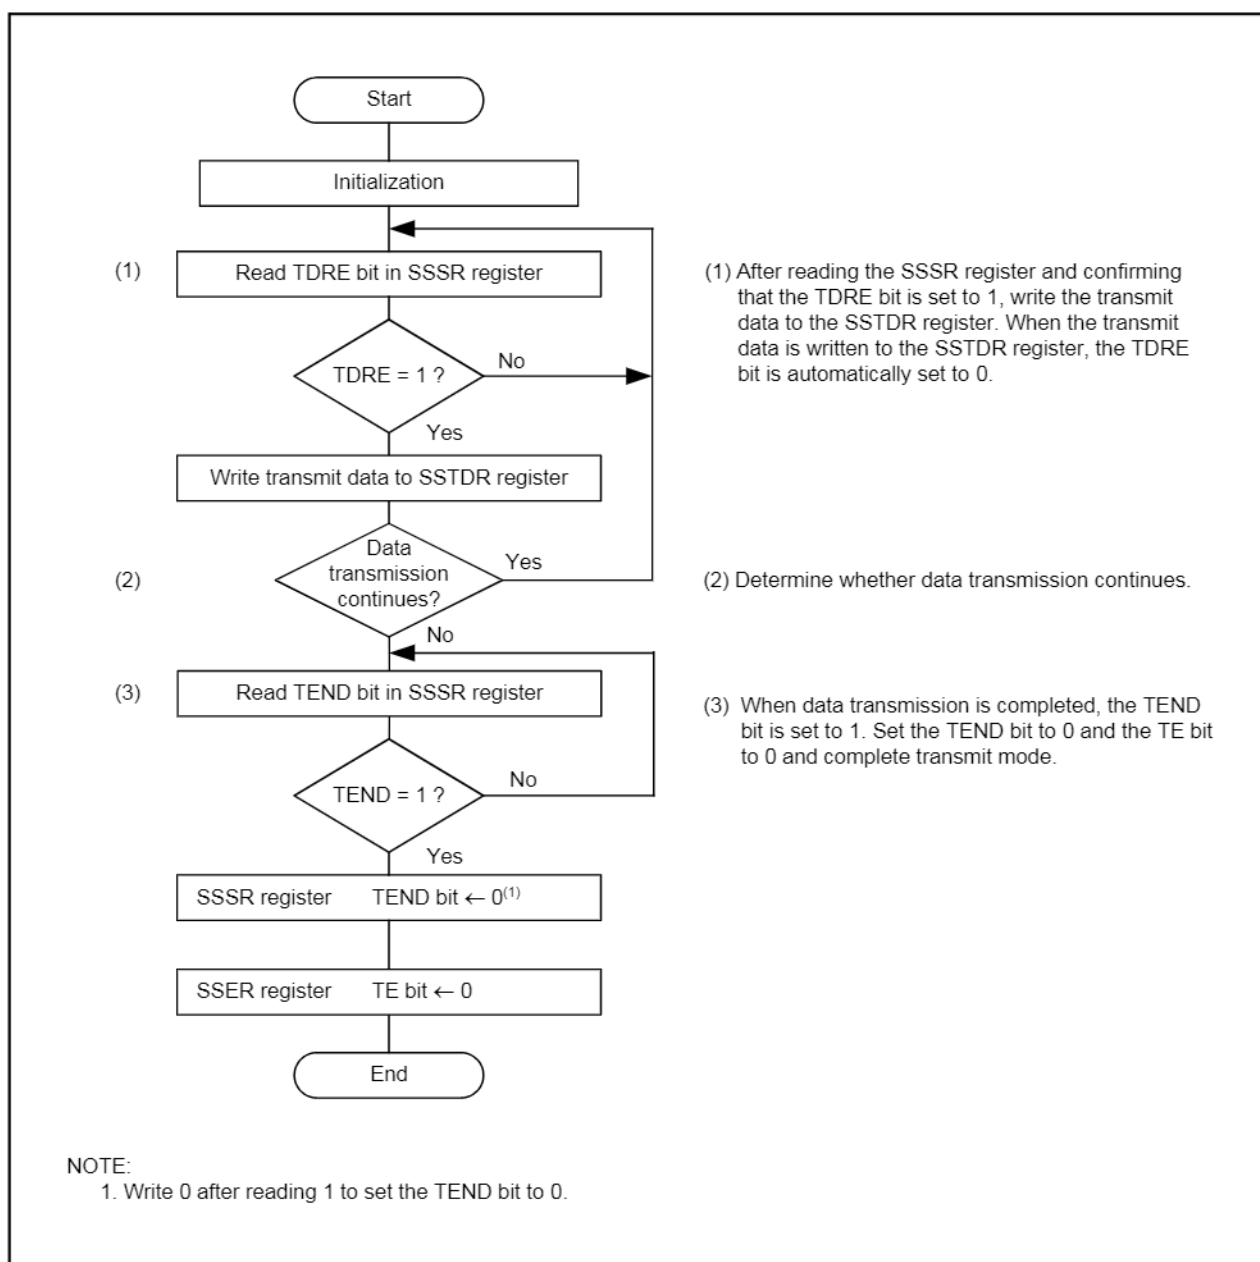 Start
Initialization
(1)
Read TDRE bit in SSSR register
(1) After reading the SSSR register and confirming
that the TDRE bit is set to 1, write the transmit
data to the SSTDR register. When the transmit
data is written to the SSTDR register, the TDRE
bit is automatically set to 0.
TDRE = 1 ?
No
Yes
Write transmit data to SSTDR register
(2)
Data
transmission
continues?
Yes
(2) Determine whether data transmission continues.
No
(3)
Read TEND bit in SSSR register
(3) When data transmission is completed, the TEND
bit is set to 1. Set the TEND bit to 0 and the TE bit
to 0 and complete transmit mode.
TEND = 1 ?
No
Yes
SSSR register TEND bit ← 0(1)
SSER register TE bit ← 0
End
NOTE:
1. Write 0 after reading 1 to set the TEND bit to 0.